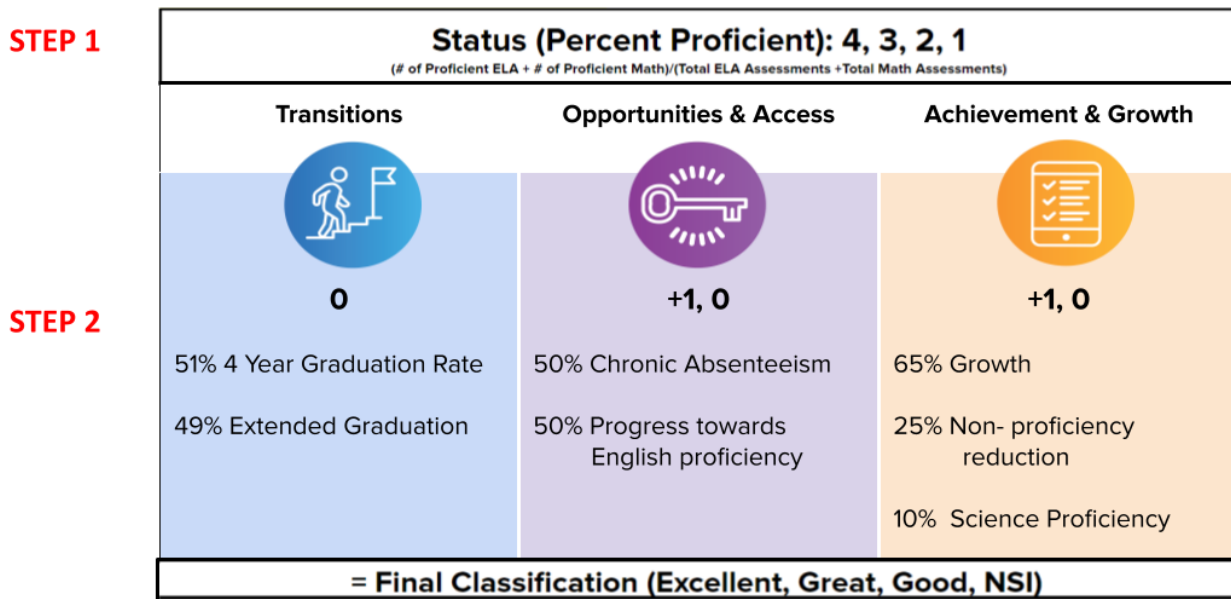 STEP 1
Status (Percent Proficient): 4, 3, 2, 1
(# of Proficient ELA + # of Proficient Math)/(Total ELA Assessments +Total Math Assessments)
Transitions
Opportunities & Access
Achievement & Growth
STEP 2
0
51% 4 Year Graduation Rate
49% Extended Graduation
+1, 0
50% Chronic Absenteeism
50% Progress towards
English proficiency
+1, 0
65% Growth
25% Non- proficiency
reduction
10% Science Proficiency
= Final Classification (Excellent, Great, Good, NSI)